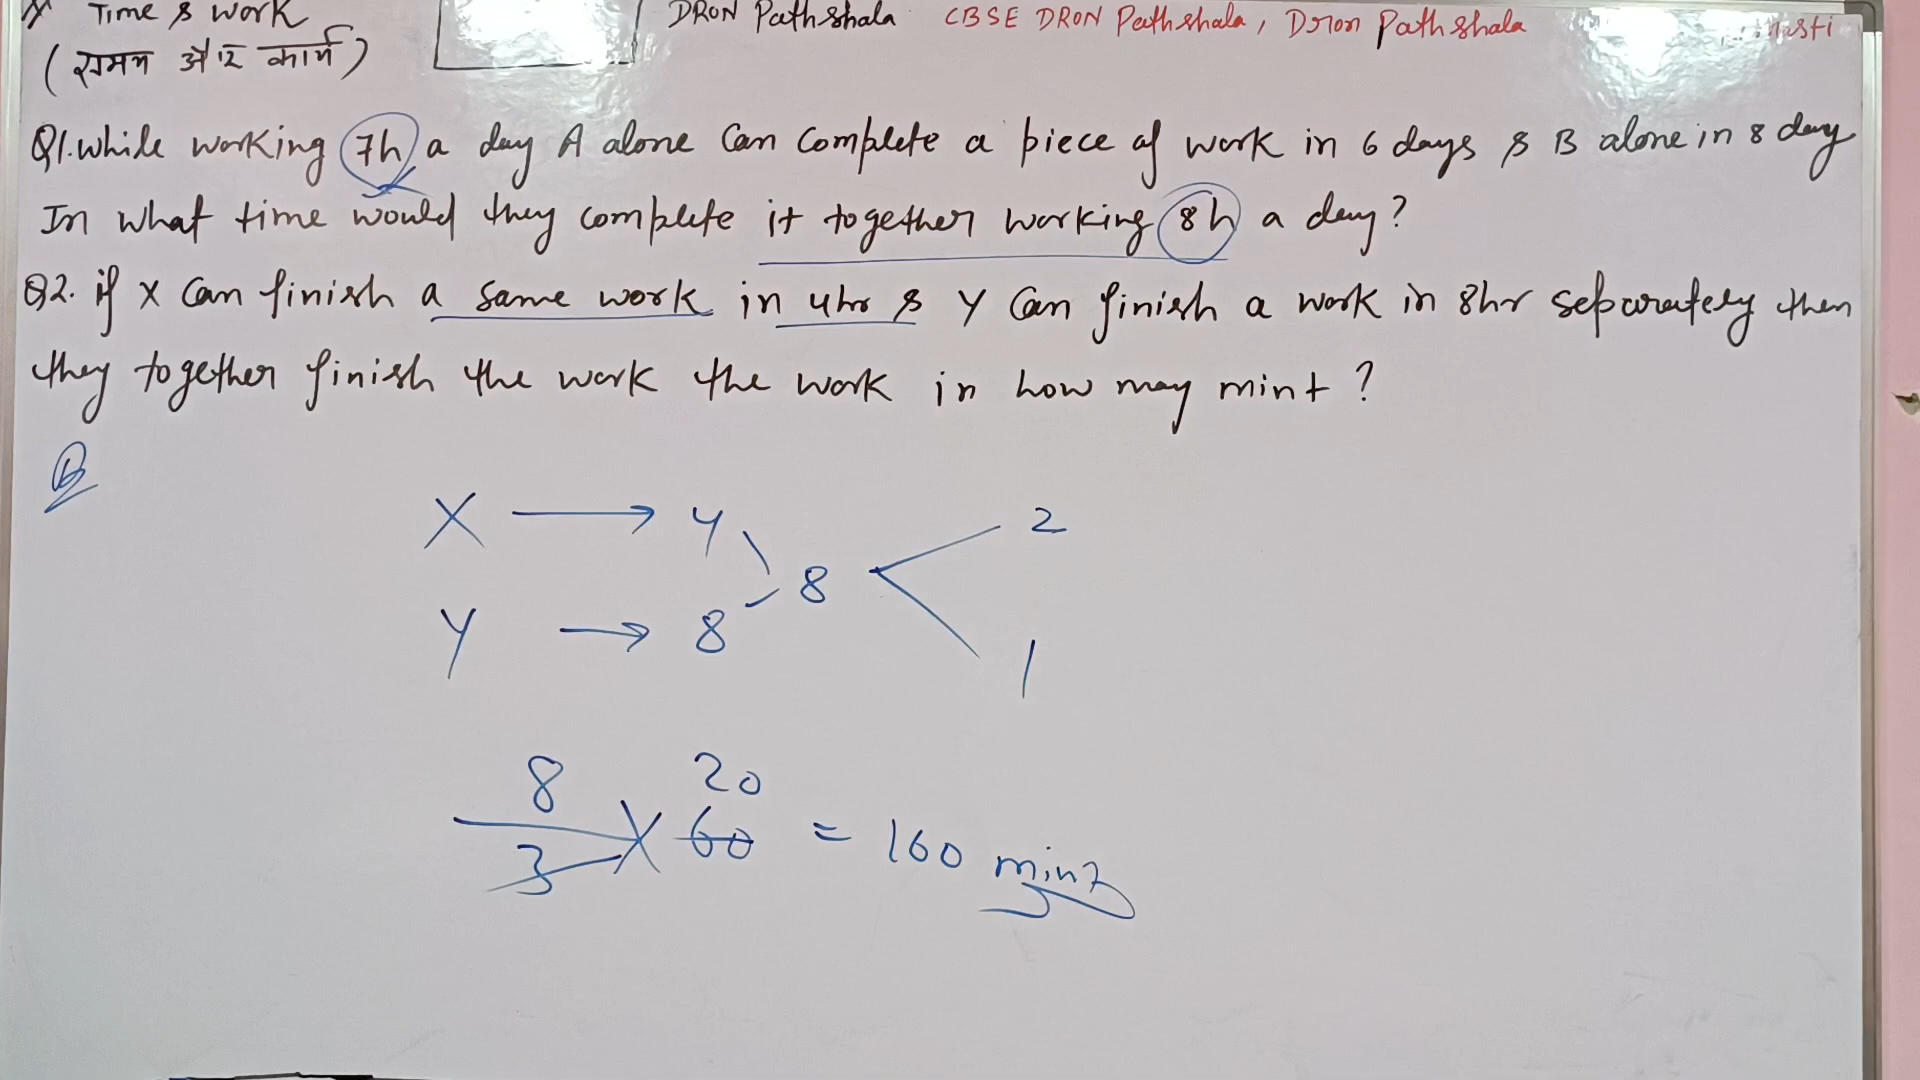 Time & work
DRON Pathshala CBSE DRON Pathshala, Dron Pathshala
(समय और कार्य)
Q1. While working 7h a day A alone Can Complete a piece of work in 6 days & B alone in 8 day
In what time would they complete it together working 8h a day?
Q2. if X Can finish a same work in 4hr & Y Can finish a work in 8hr separately then
they together finish the work the work in how may mint?
X → 4
8
2
Y → 8
1
8
20
3
X 60 = 160 mint